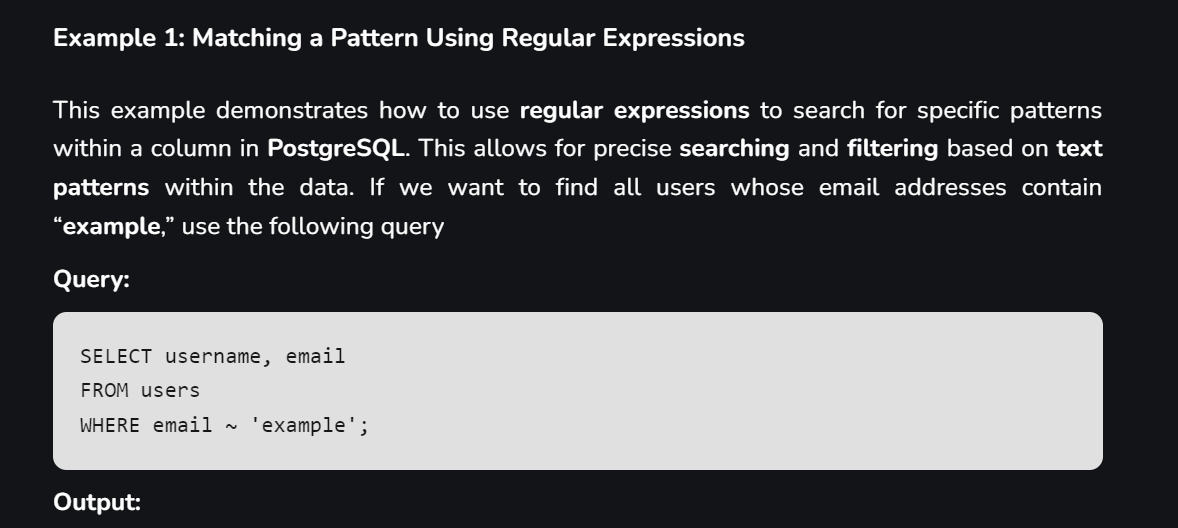 Example 1: Matching a Pattern Using Regular Expressions
This example demonstrates how to use regular expressions to search for specific patterns
within a column in PostgreSQL. This allows for precise searching and filtering based on text
patterns within the data. If we want to find all users whose email addresses contain
“example,” use the following query
Query:
SELECT username, email
FROM users
WHERE email ~ 'example';
Output: